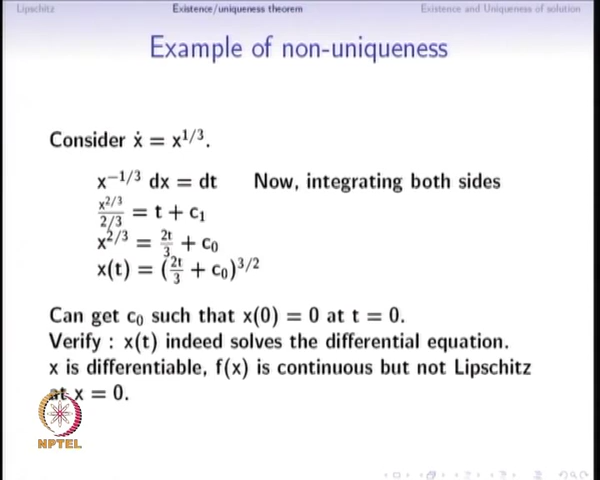 Lipschitz Existence/uniqueness theorem Existence and Uniqueness of solution
Example of non-uniqueness
Consider ẋ = x^{1/3}.
x^{−1/3} dx = dt Now, integrating both sides
\frac{x^{2/3}}{2/3} = t + c₁
x^{2/3} = \frac{2t}{3} + c₀
x(t) = (\frac{2t}{3} + c₀)^{3/2}
Can get c₀ such that x(0) = 0 at t = 0.
Verify : x(t) indeed solves the differential equation.
x is differentiable, f(x) is continuous but not Lipschitz
at x = 0.
NPTEL